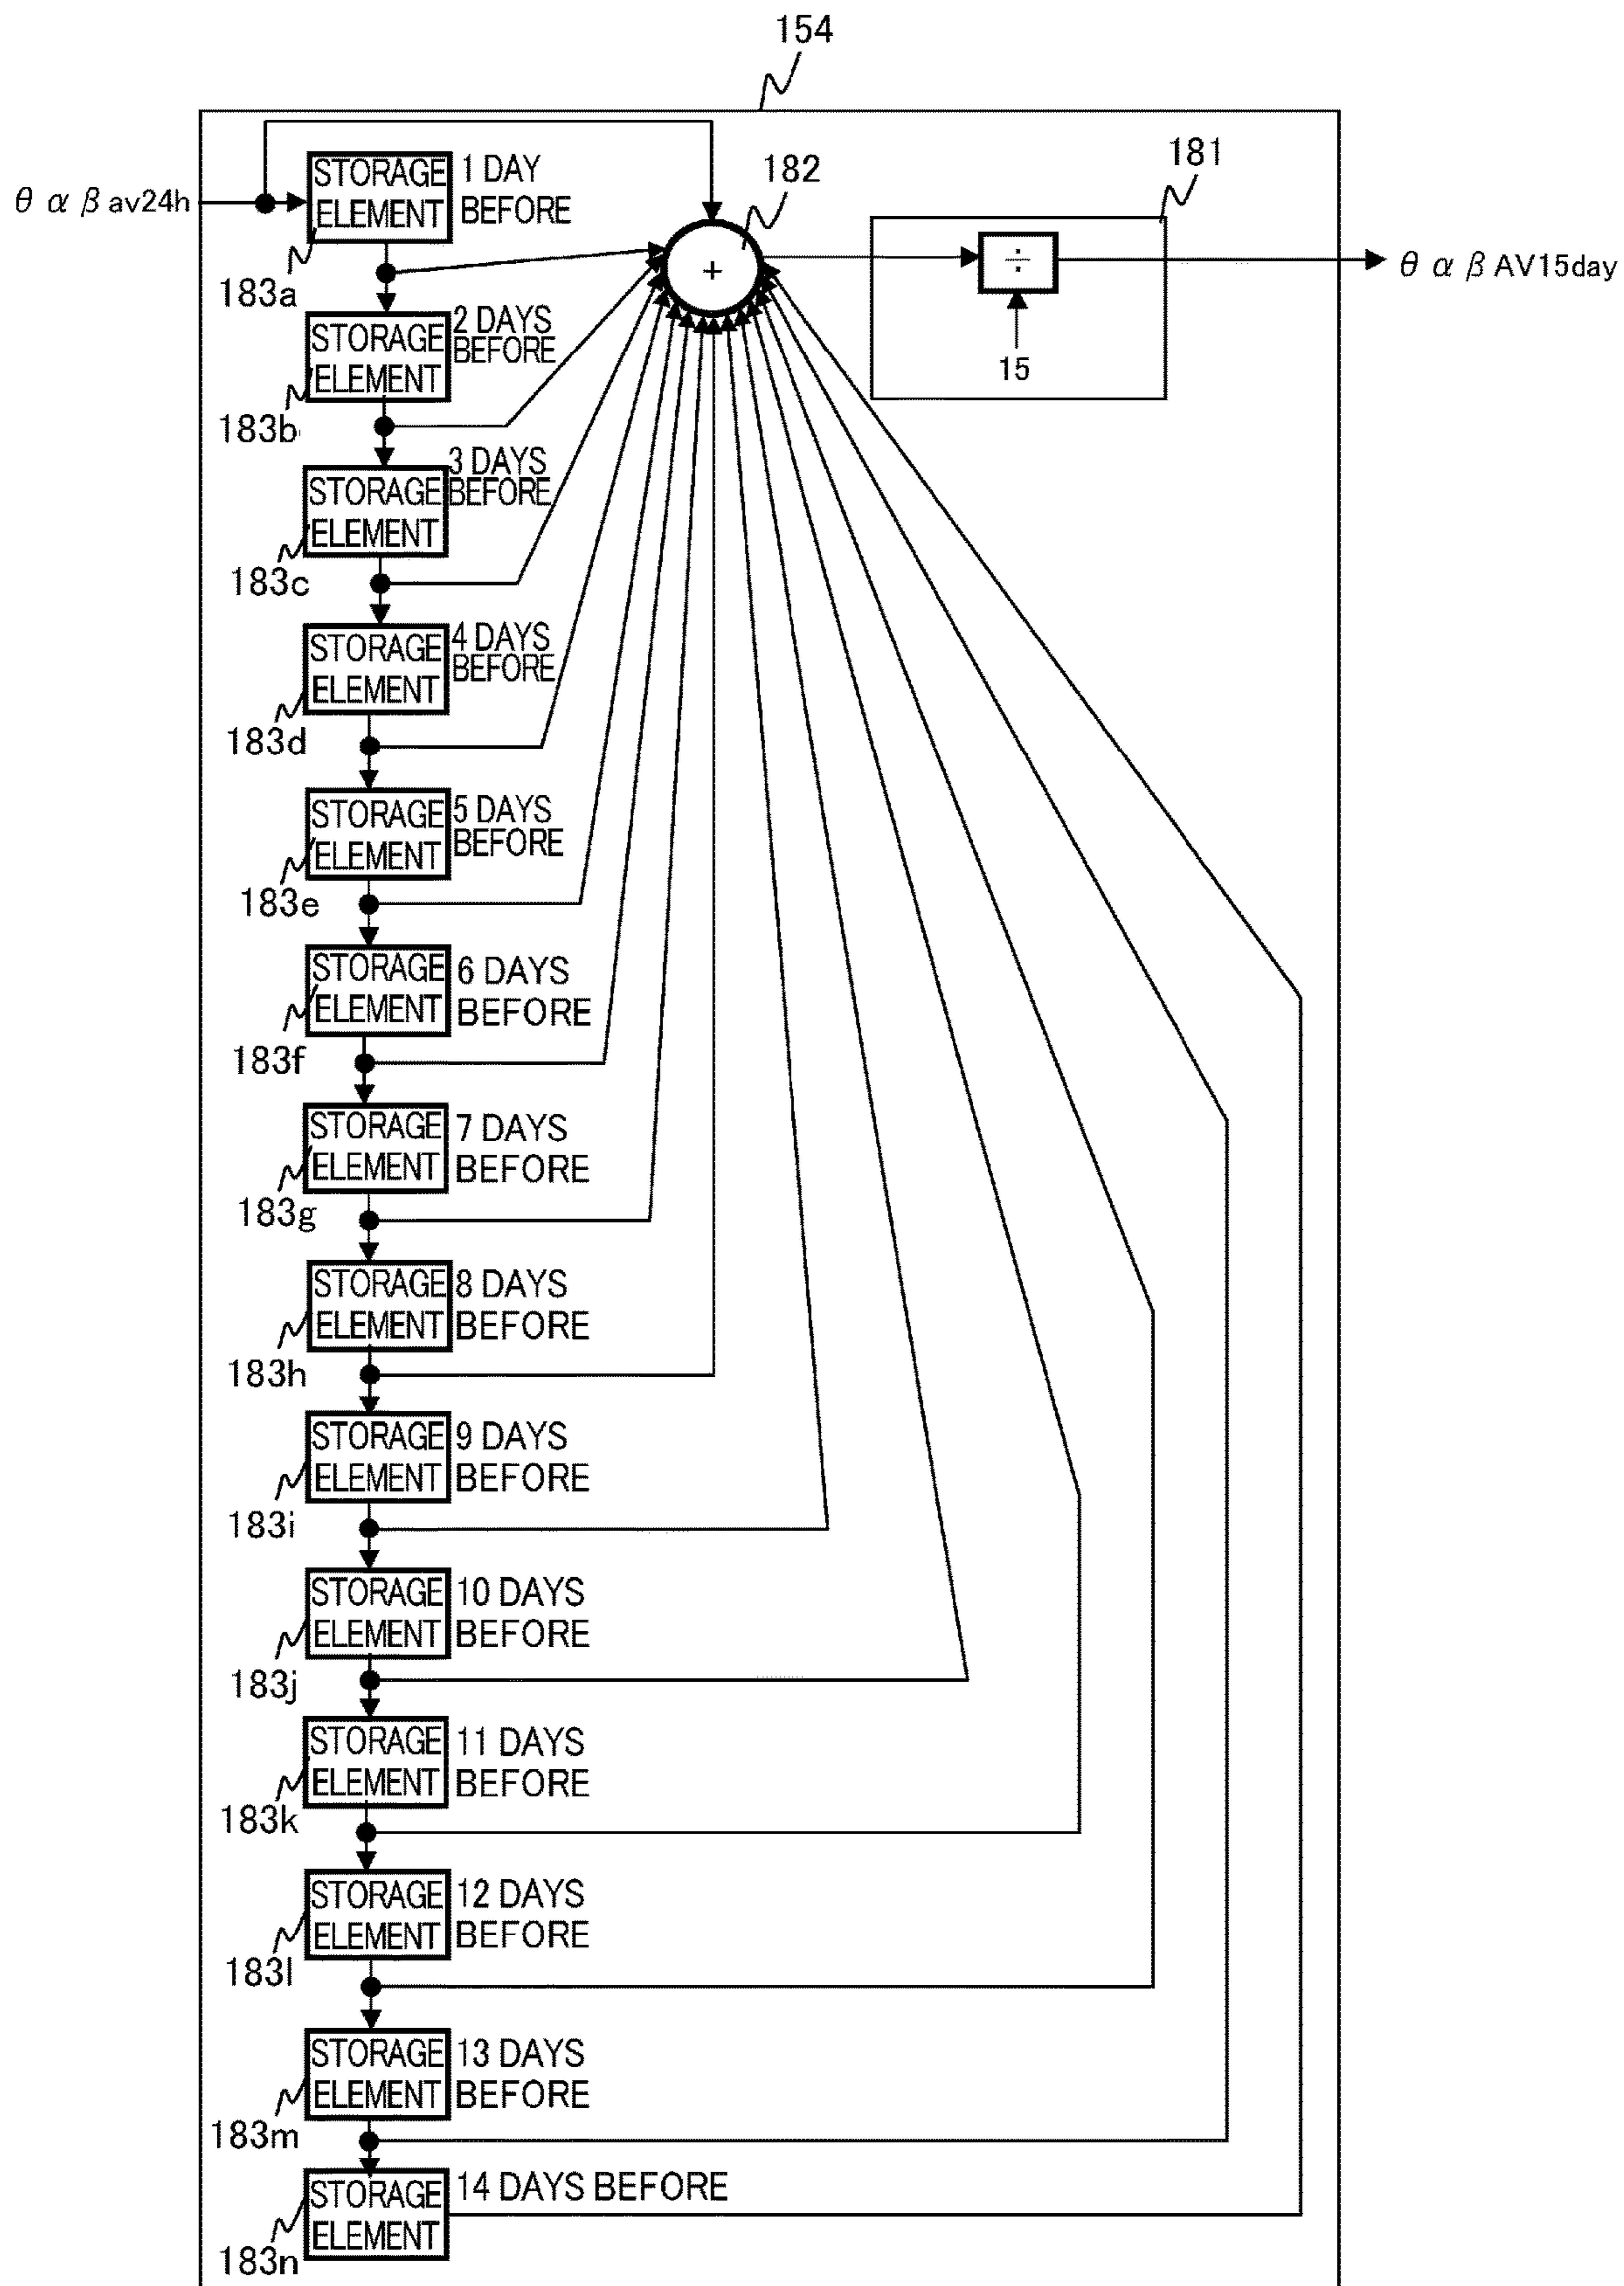 154
STORAGE
ELEMENT
1 DAY
BEFORE
182
181
θ α β av24h
+
÷
15
θ α β AV15day
183a
STORAGE
ELEMENT
2 DAYS
BEFORE
183b
STORAGE
ELEMENT
3 DAYS
BEFORE
183c
STORAGE
ELEMENT
4 DAYS
BEFORE
183d
STORAGE
ELEMENT
5 DAYS
BEFORE
183e
STORAGE
ELEMENT
6 DAYS
BEFORE
183f
STORAGE
ELEMENT
7 DAYS
BEFORE
183g
STORAGE
ELEMENT
8 DAYS
BEFORE
183h
STORAGE
ELEMENT
9 DAYS
BEFORE
183i
STORAGE
ELEMENT
10 DAYS
BEFORE
183j
STORAGE
ELEMENT
11 DAYS
BEFORE
183k
STORAGE
ELEMENT
12 DAYS
BEFORE
183l
STORAGE
ELEMENT
13 DAYS
BEFORE
183m
STORAGE
ELEMENT
14 DAYS BEFORE
183n